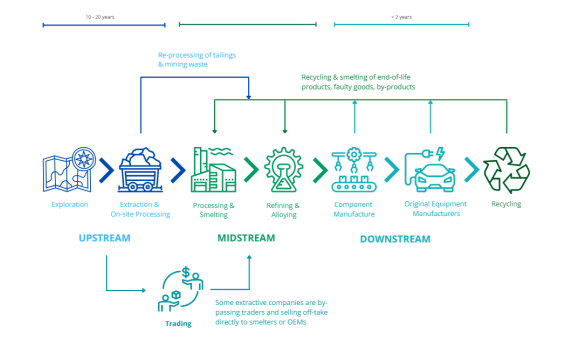 10 - 20 years
< 2 years
Re-processing of tailings
& mining waste
Recycling & smelting of end-of-life
products, faulty goods, by-products
Exploration
Extraction &
On-site Processing
Processing &
Smelting
Refining &
Alloying
Component
Manufacture
Original Equipment
Manufacturers
Recycling
UPSTREAM
MIDSTREAM
DOWNSTREAM
$
Trading
Some extractive companies are by-
passing traders and selling off-take
directly to smelters or OEMs